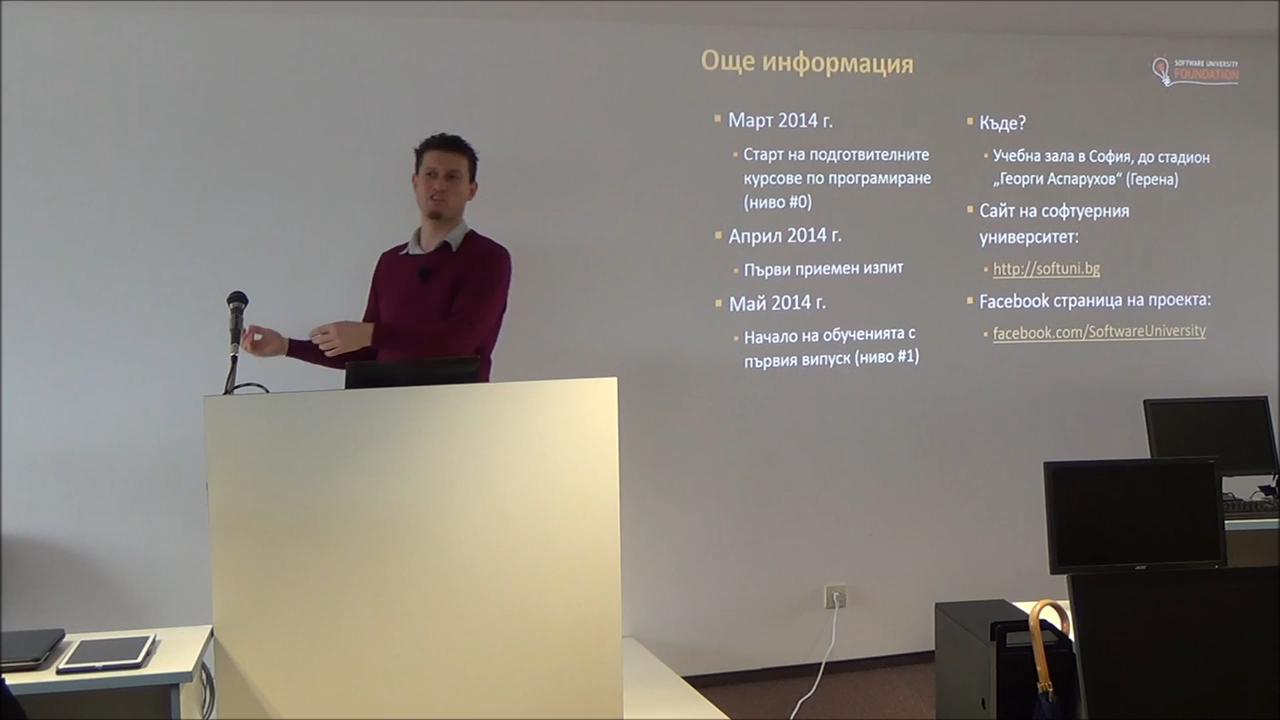 Още информация
SOFTWARE UNIVERSITY
FOUNDATION
Март 2014 г.
Старт на подготвителните
курсове по програмиране
(ниво #0)
Април 2014 г.
Първи приемен изпит
Май 2014 г.
Начало на обученията с
първия випуск (ниво #1)
Къде?
Учебна зала в София, до стадион
„Георги Аспарухов“ (Герена)
Сайт на софтуерния
университет:
http://softuni.bg
Facebook страница на проекта:
facebook.com/SoftwareUniversity
acer